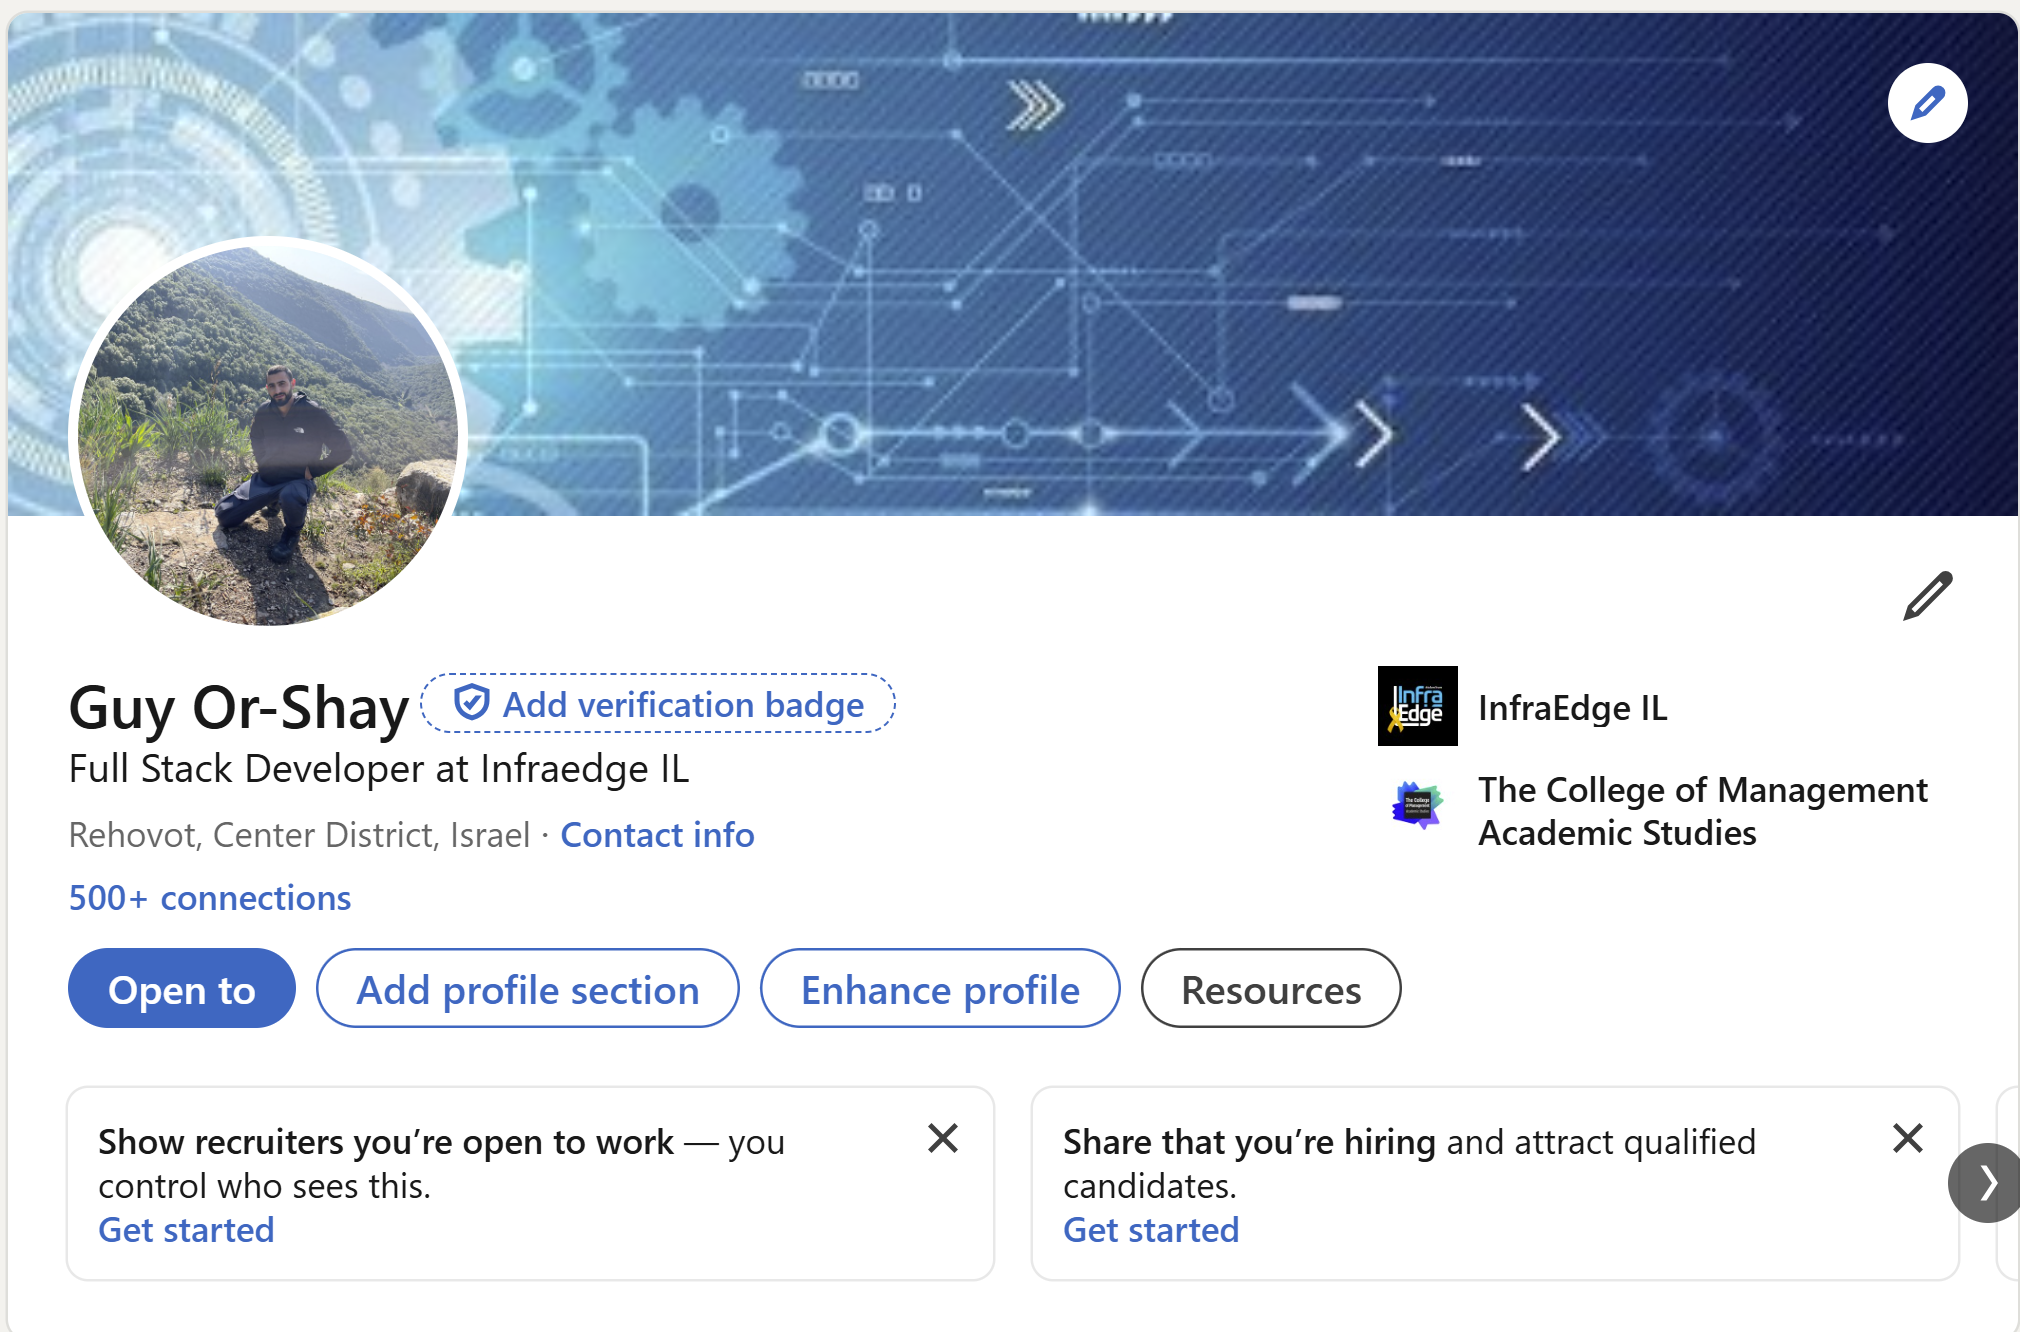 Guy Or-Shay
Add verification badge
Full Stack Developer at Infraedge IL
Rehovot, Center District, Israel · Contact info
500+ connections
Infra
Edge
InfraEdge IL
The College of Management
Academic Studies
Open to
Add profile section
Enhance profile
Resources
Show recruiters you’re open to work — you
control who sees this.
Get started
Share that you’re hiring and attract qualified
candidates.
Get started